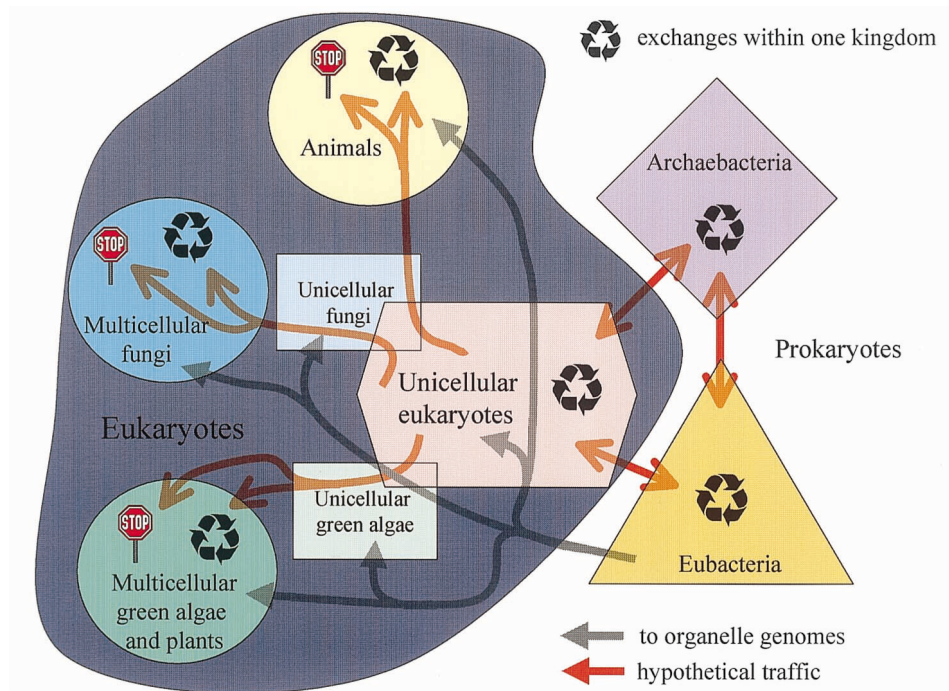 exchanges within one kingdom
STOP
Animals
Archaebacteria
STOP
Multicellular
fungi
Unicellular
fungi
Unicellular
eukaryotes
Prokaryotes
Eukaryotes
STOP
Unicellular
green algae
Multicellular
green algae
and plants
Eubacteria
to organelle genomes
hypothetical traffic